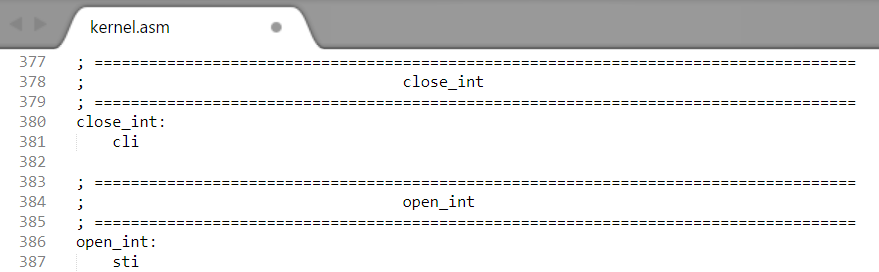 kernel.asm
377 ; ====================================================================================
378 ;                                   close_int
379 ; ====================================================================================
380 close_int:
381     cli
382
383 ; ====================================================================================
384 ;                                   open_int
385 ; ====================================================================================
386 open_int:
387     sti